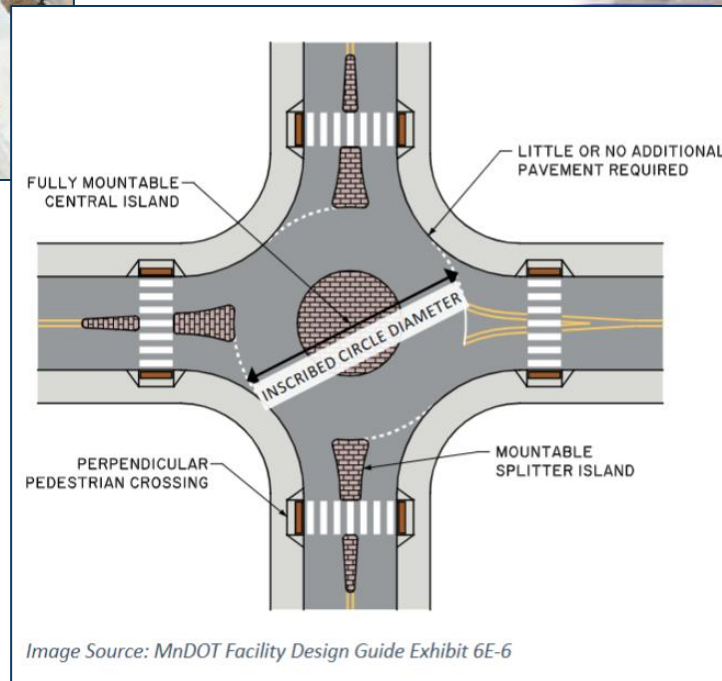 LITTLE OR NO ADDITIONAL
PAVEMENT REQUIRED
FULLY MOUNTABLE
CENTRAL ISLAND
INSCRIBED CIRCLE DIAMETER
PERPENDICULAR
PEDESTRIAN CROSSING
MOUNTABLE
SPLITTER ISLAND
Image Source: MnDOT Facility Design Guide Exhibit 6E-6